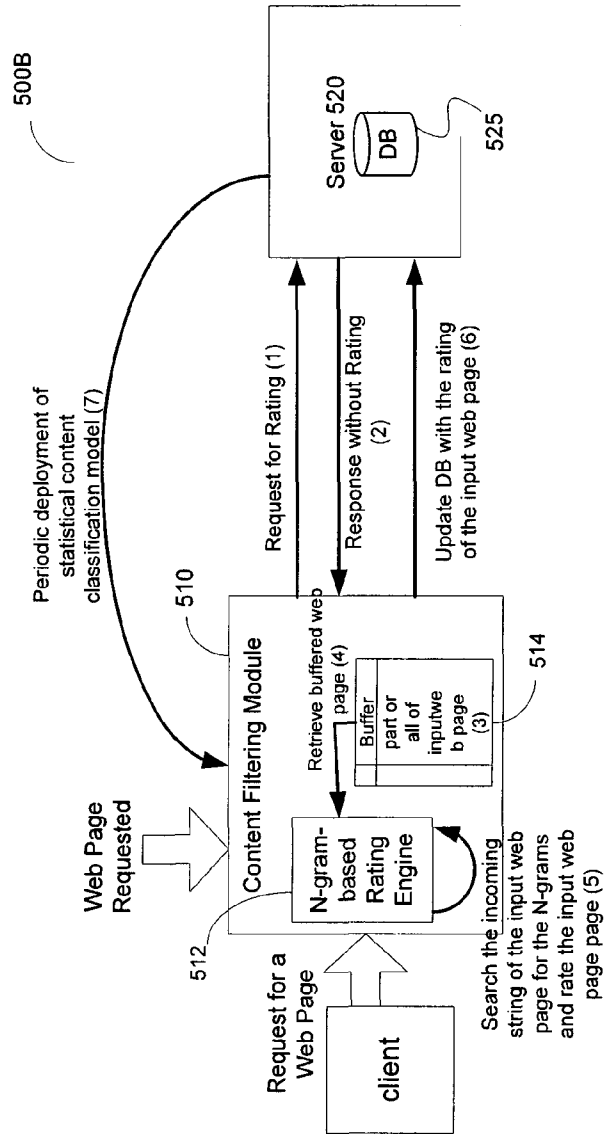 500B
Periodic deployment of
statistical content
classification model (7)
Web Page
Requested
510
Content Filtering Module
512
N-gram-
based
Rating
Engine
Retrieve buffered web
page (4)
Buffer
part or
all of
inputwe
b page
(3)
514
Request for a
Web Page
client
Search the incoming
string of the input web
page for the N-grams
and rate the input web
page page (5)
Request for Rating (1)
Response without Rating
(2)
Update DB with the rating
of the input web page (6)
Server 520
DB
525